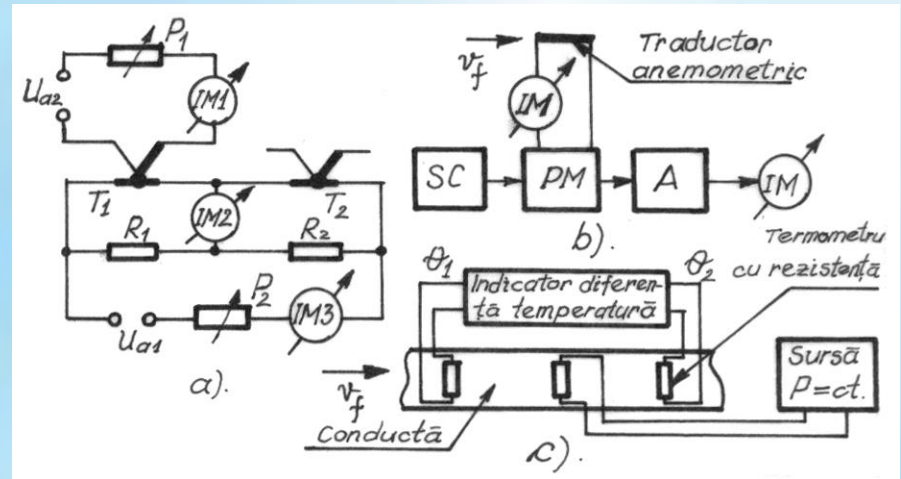 P1
Ua2
IM1
T1
T2
IM2
R1
R2
P2
Ua1
IM3
a).
vf
Traductor
anemometric
IM
SC
PM
A
IM
b).
Termometru
cu rezistență
θ1
θ2
Indicator diferen-
ță temperatură
Sursă
P=ct.
vf
Conductă
c).